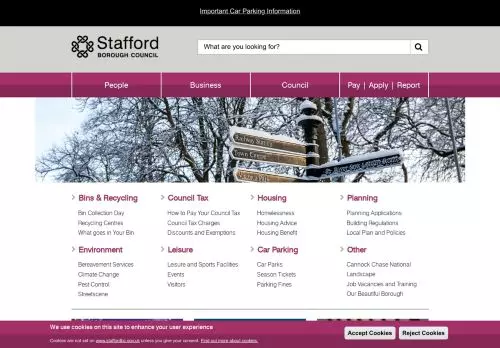 Important Car Parking Information
Stafford
BOROUGH COUNCIL
What are you looking for?
People
Business
Council
Pay | Apply | Report
Railway Station
Town Centre
Bins & Recycling
Bin Collection Day
Recycling Centres
What goes in Your Bin
Council Tax
How to Pay Your Council Tax
Council Tax Charges
Discounts and Exemptions
Housing
Homelessness
Housing Advice
Housing Benefit
Planning
Planning Applications
Building Regulations
Local Plan and Policies
Environment
Bereavement Services
Climate Change
Pest Control
Streetscene
Leisure
Leisure and Sports Facilities
Events
Visitors
Car Parking
Car Parks
Season Tickets
Parking Fines
Other
Cannock Chase National
Landscape
Job Vacancies and Training
Our Beautiful Borough
We use cookies on this site to enhance your user experience
Cookies are not set on www.staffordbc.gov.uk unless you give your consent. Find out more about cookies.
Accept Cookies
Reject Cookies